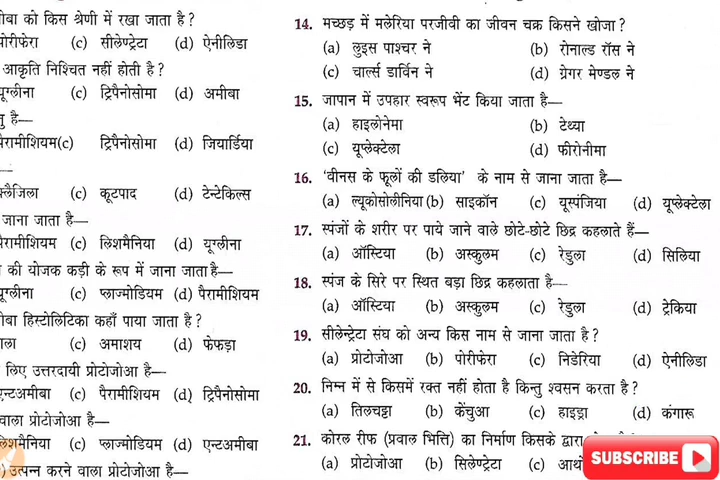 ीबा को किस श्रेणी में रखा जाता है ?
पोरीफेरा (c) सीलेण्ट्रेटा (d) ऐनीलिडा
आकृति निश्चित नहीं होती है ?
यूग्लीना (c) ट्रिपैनोसोमा (d) अमीबा
तु है—
पैरामीशियम(c) ट्रिपैनोसोमा (d) जियार्डिया
फ्लैजिला (c) कूटपाद (d) टेन्टेकिल्स
जाना जाता है—
पैरामीशियम (c) लिशमैनिया (d) यूग्लीना
की योजक कड़ी के रूप में जाना जाता है—
यूग्लीना (c) प्लाज्मोडियम (d) पैरामीशियम
ीबा हिस्टोलिटिका कहाँ पाया जाता है ?
(c) अमाशय (d) फेफड़ा
लिए उत्तरदायी प्रोटोजोआ है—
एन्टअमीबा (c) पैरामीशियम (d) ट्रिपैनोसोमा
वाला प्रोटोजोआ है—
लिशमैनिया (c) प्लाज्मोडियम (d) एन्टअमीबा
उत्पन्न करने वाला प्रोटोजोआ है—
14. मच्छड़ में मलेरिया परजीवी का जीवन चक्र किसने खोजा ?
(a) लुइस पाश्चर ने (b) रोनाल्ड रॉस ने
(c) चार्ल्स डार्विन ने (d) ग्रेगर मेण्डल ने
15. जापान में उपहार स्वरूप भेंट किया जाता है—
(a) हाइलोनेमा (b) टेथ्या
(c) यूप्लेक्टेला (d) फीरोनीमा
16. 'वीनस के फूलों की डलिया' के नाम से जाना जाता है—
(a) ल्यूकोसोलीनिया (b) साइकॉन (c) यूस्पंजिया (d) यूप्लेक्टेला
17. स्पंजों के शरीर पर पाये जाने वाले छोटे-छोटे छिद्र कहलाते हैं—
(a) ऑस्टिया (b) अस्कुलम (c) रेडुला (d) सिलिया
18. स्पंज के सिरे पर स्थित बड़ा छिद्र कहलाता है—
(a) ऑस्टिया (b) अस्कुलम (c) रेडुला (d) ट्रेकिया
19. सीलेन्ट्रेटा संघ को अन्य किस नाम से जाना जाता है ?
(a) प्रोटोजोआ (b) पोरीफेरा (c) निडेरिया (d) ऐनीलिडा
20. निम्न में से किसमें रक्त नहीं होता है किन्तु श्वसन करता है ?
(a) तिलचट्टा (b) केंचुआ (c) हाइड्रा (d) कंगारू
21. कोरल रीफ (प्रवाल भित्ति) का निर्माण किसके द्वारा
(a) प्रोटोजोआ (b) सिलेण्ट्रेटा (c)
SUBSCRIBE